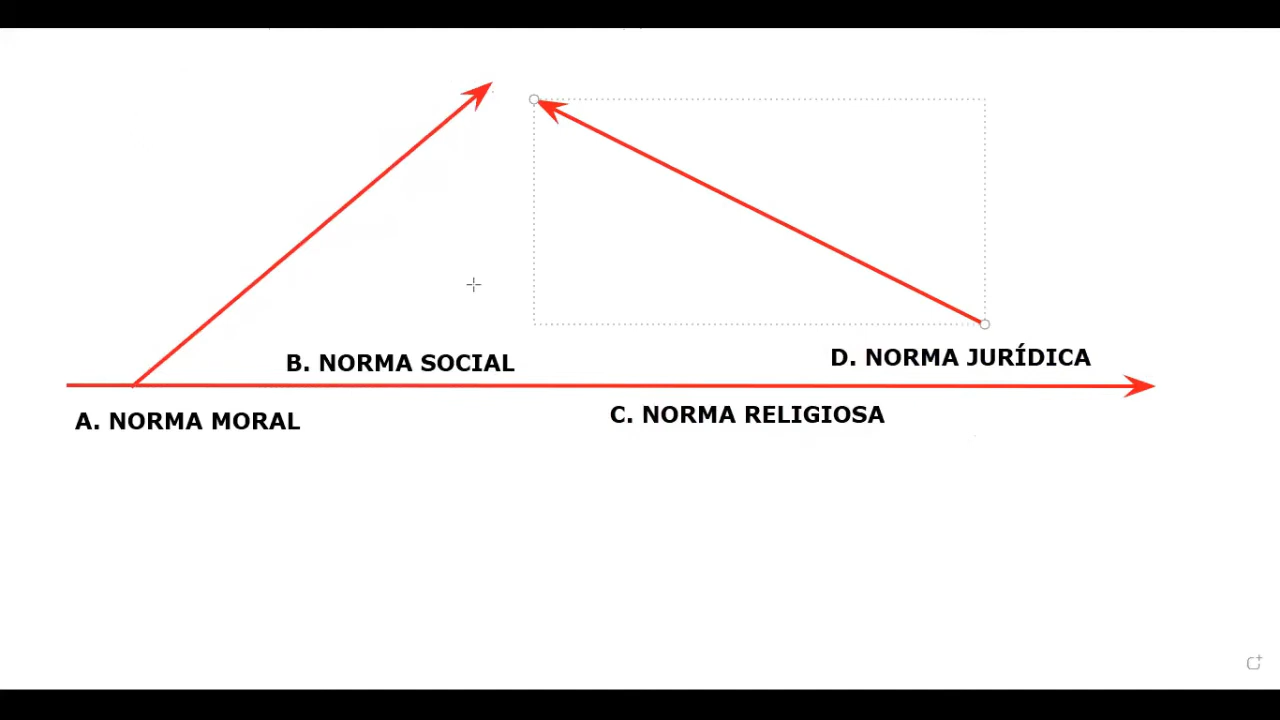 B. NORMA SOCIAL
D. NORMA JURÍDICA
A. NORMA MORAL
C. NORMA RELIGIOSA